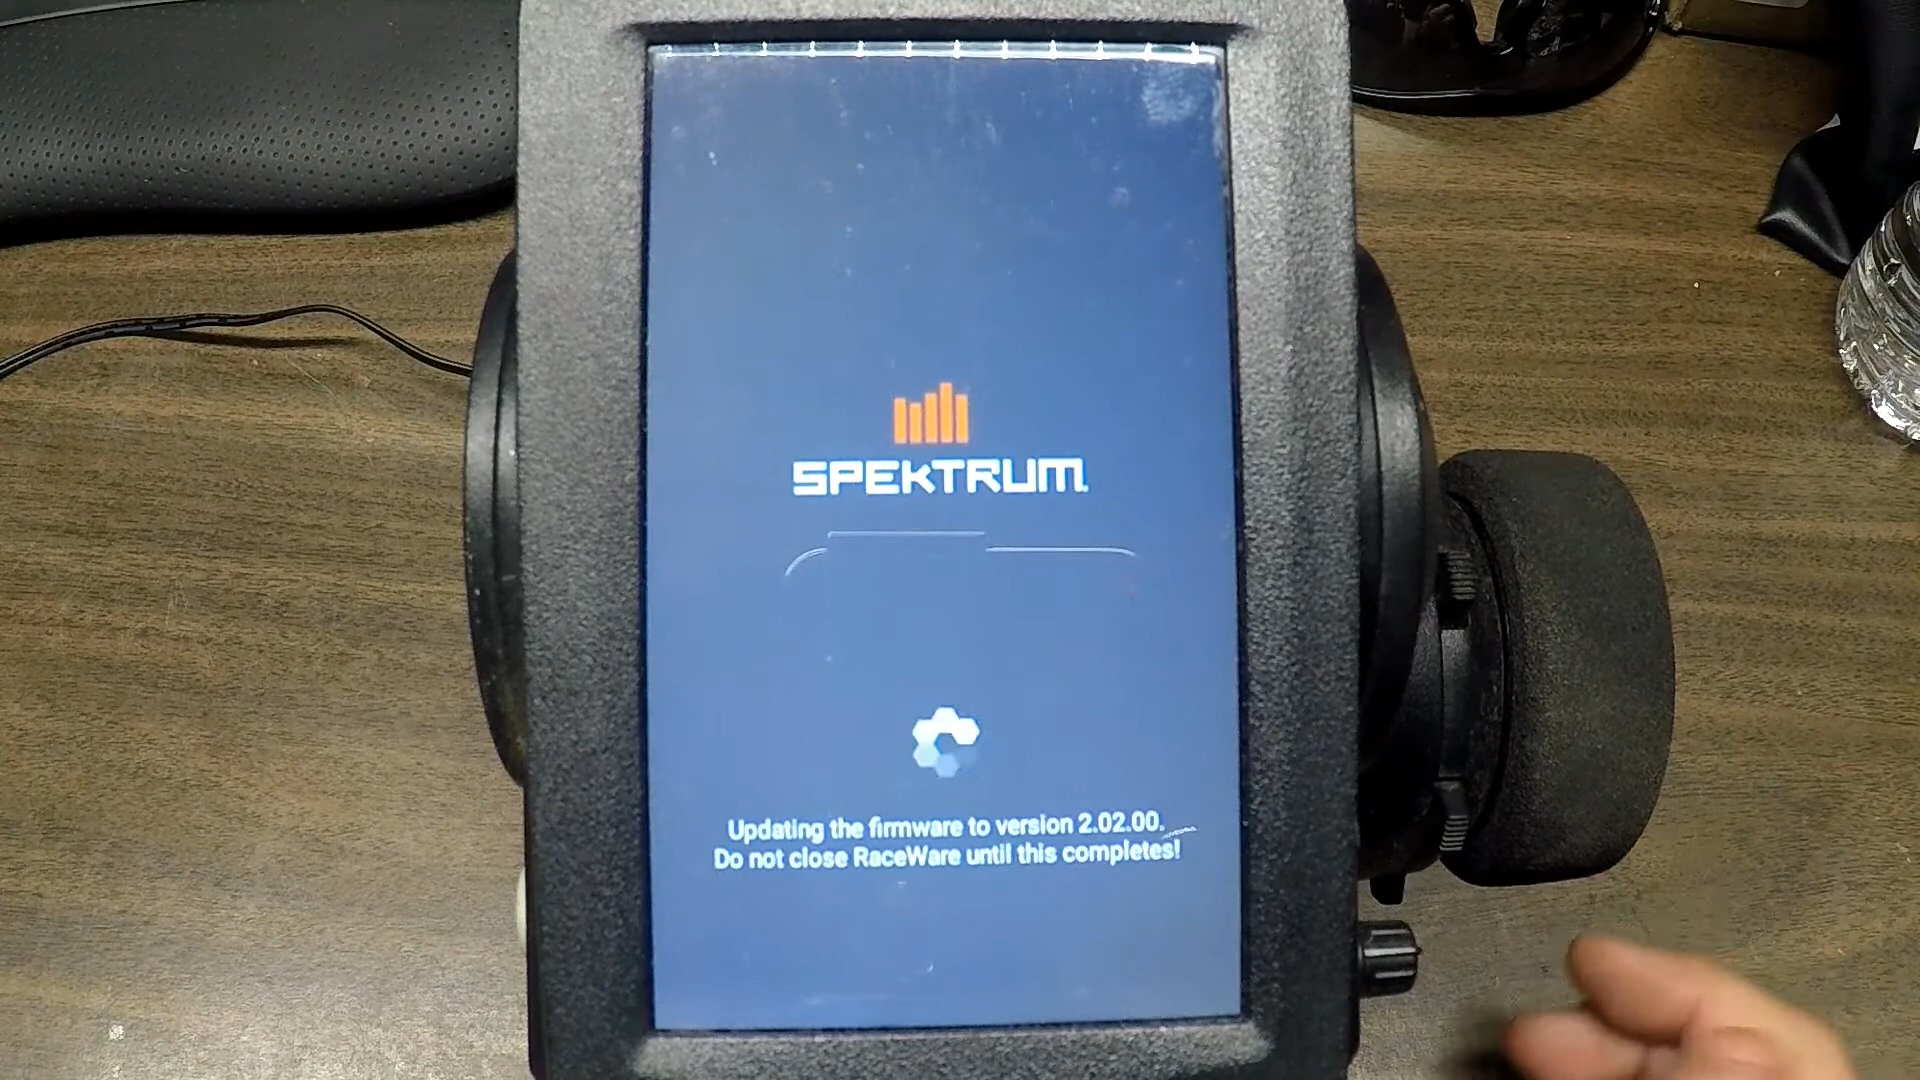 SPEKTRUM
Updating the firmware to version 2.02.00.
Do not close RaceWare until this completes!